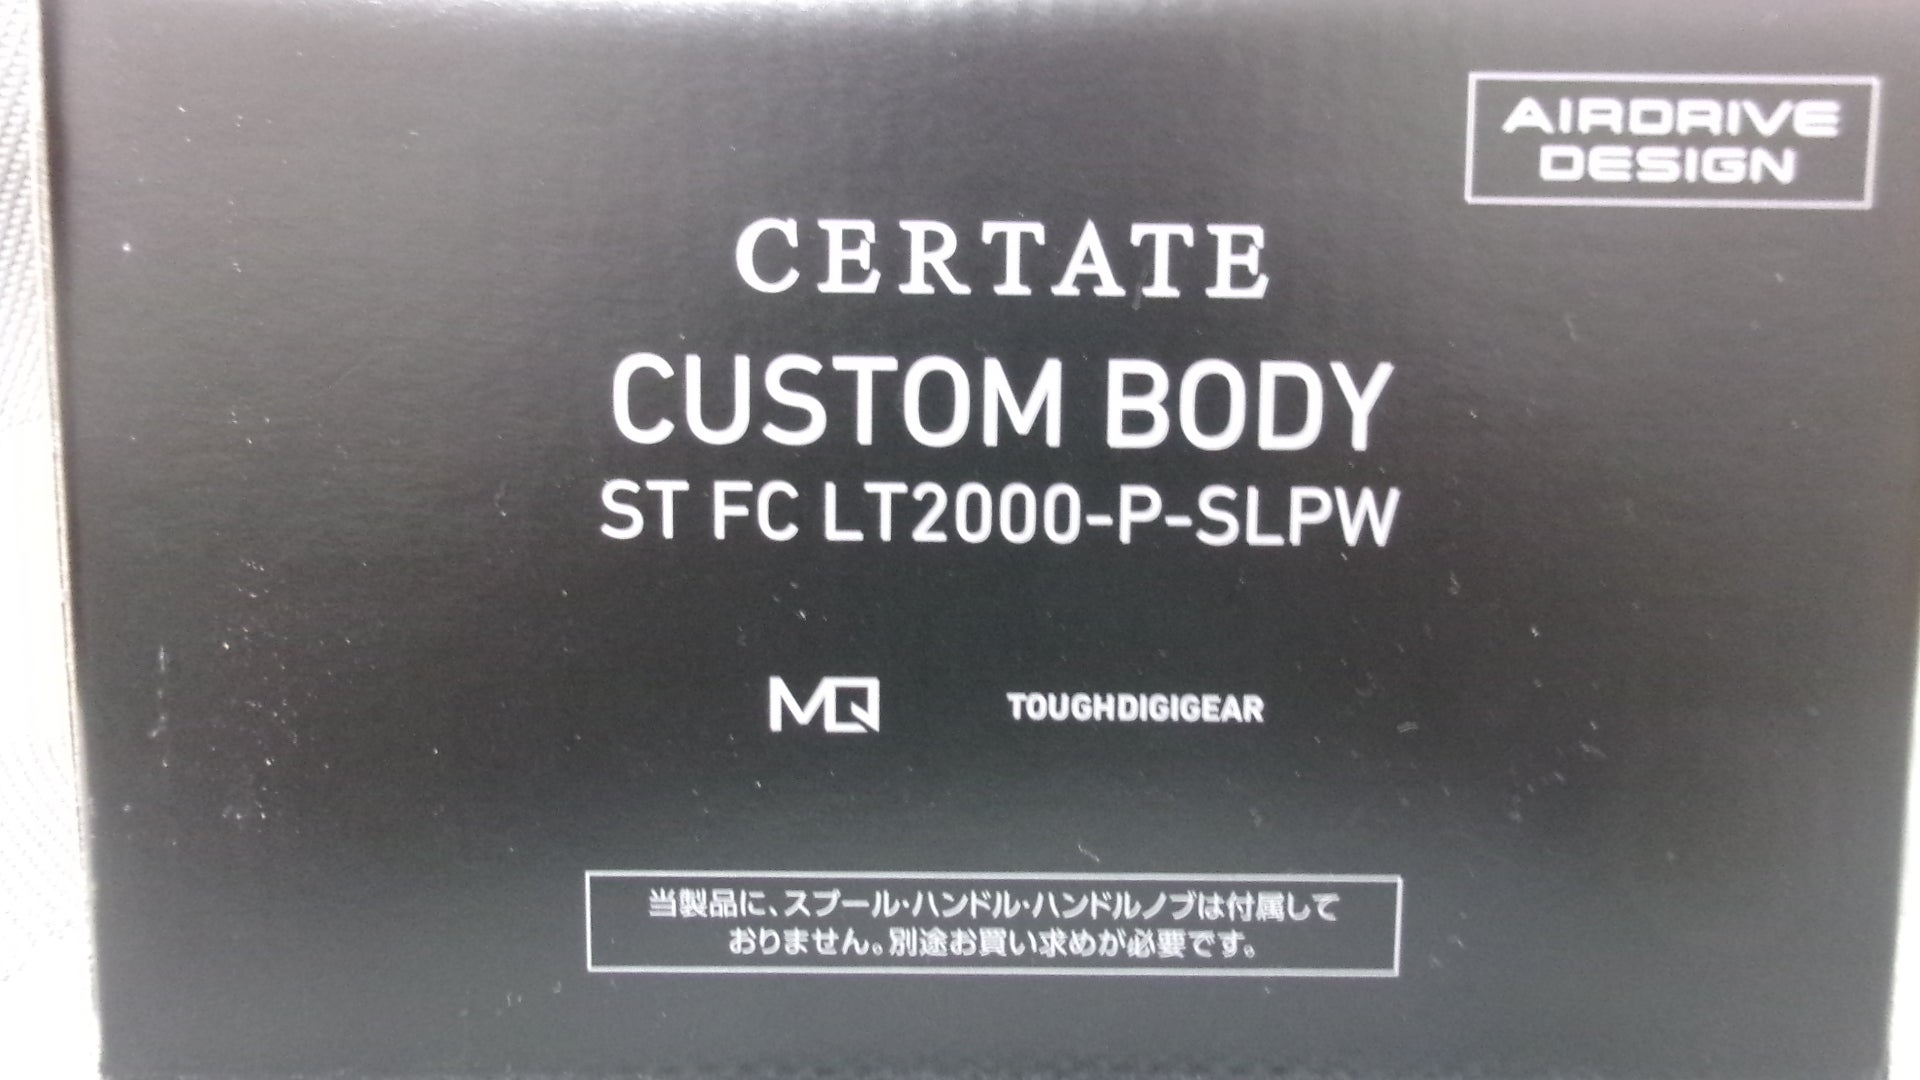 AIRDRIVE
DESIGN
CERTATE
CUSTOM BODY
ST FC LT2000-P-SLPW
MQ
TOUGHDIGIGEAR
当製品に、スプール・ハンドル・ハンドルノブは付属して
おりません。別途お買い求めが必要です。